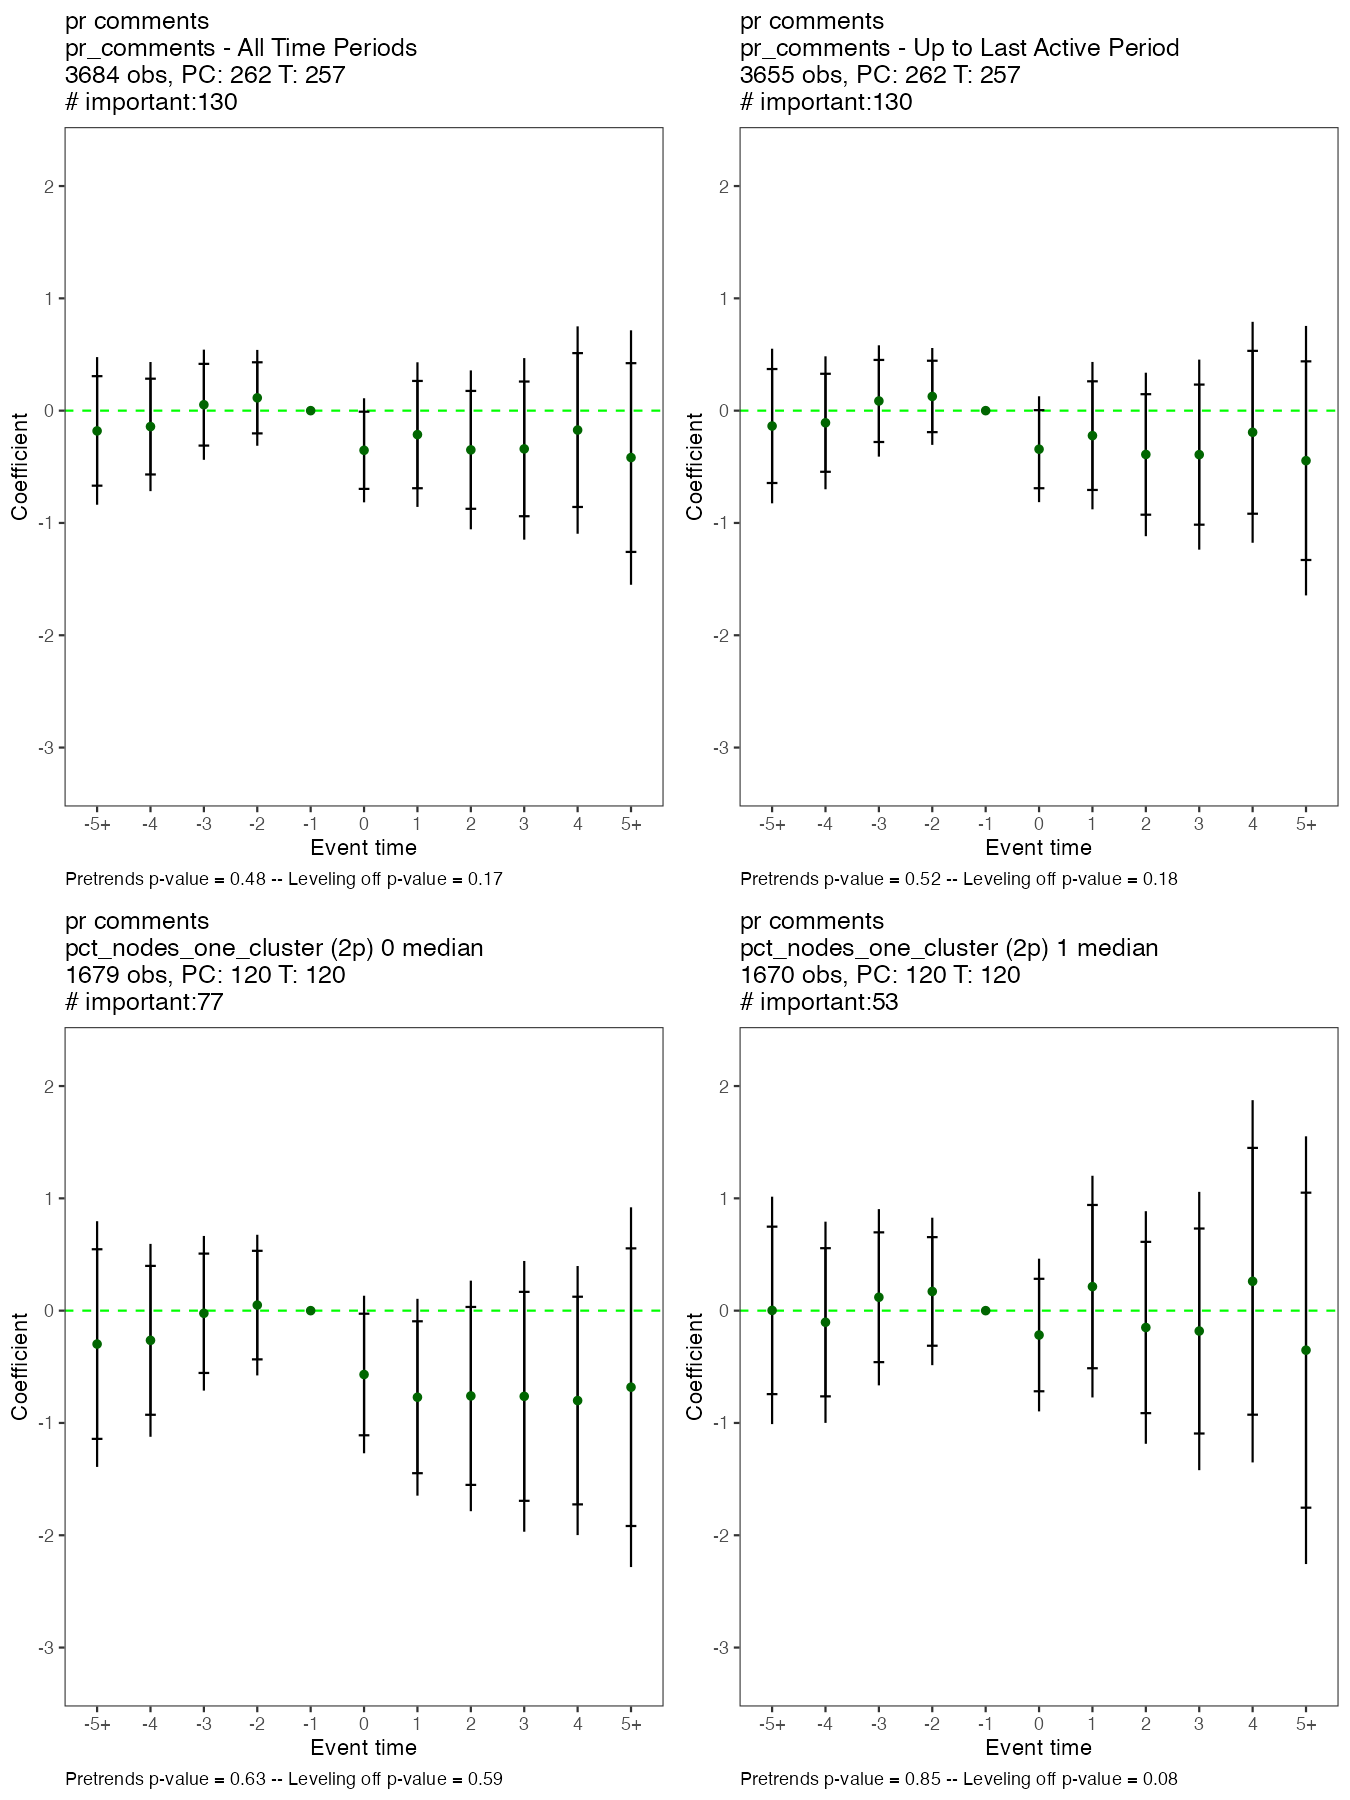 pr comments
pr_comments - All Time Periods
3684 obs, PC: 262 T: 257
# important:130
2
1
0
-1
-2
-3
Coefficient
-5+ -4 -3 -2 -1 0 1 2 3 4 5+
Event time
Pretrends p-value = 0.48 -- Leveling off p-value = 0.17
pr comments
pr_comments - Up to Last Active Period
3655 obs, PC: 262 T: 257
# important:130
2
1
0
-1
-2
-3
Coefficient
-5+ -4 -3 -2 -1 0 1 2 3 4 5+
Event time
Pretrends p-value = 0.52 -- Leveling off p-value = 0.18
pr comments
pct_nodes_one_cluster (2p) 0 median
1679 obs, PC: 120 T: 120
# important:77
2
1
0
-1
-2
-3
Coefficient
-5+ -4 -3 -2 -1 0 1 2 3 4 5+
Event time
Pretrends p-value = 0.63 -- Leveling off p-value = 0.59
pr comments
pct_nodes_one_cluster (2p) 1 median
1670 obs, PC: 120 T: 120
# important:53
2
1
0
-1
-2
-3
Coefficient
-5+ -4 -3 -2 -1 0 1 2 3 4 5+
Event time
Pretrends p-value = 0.85 -- Leveling off p-value = 0.08